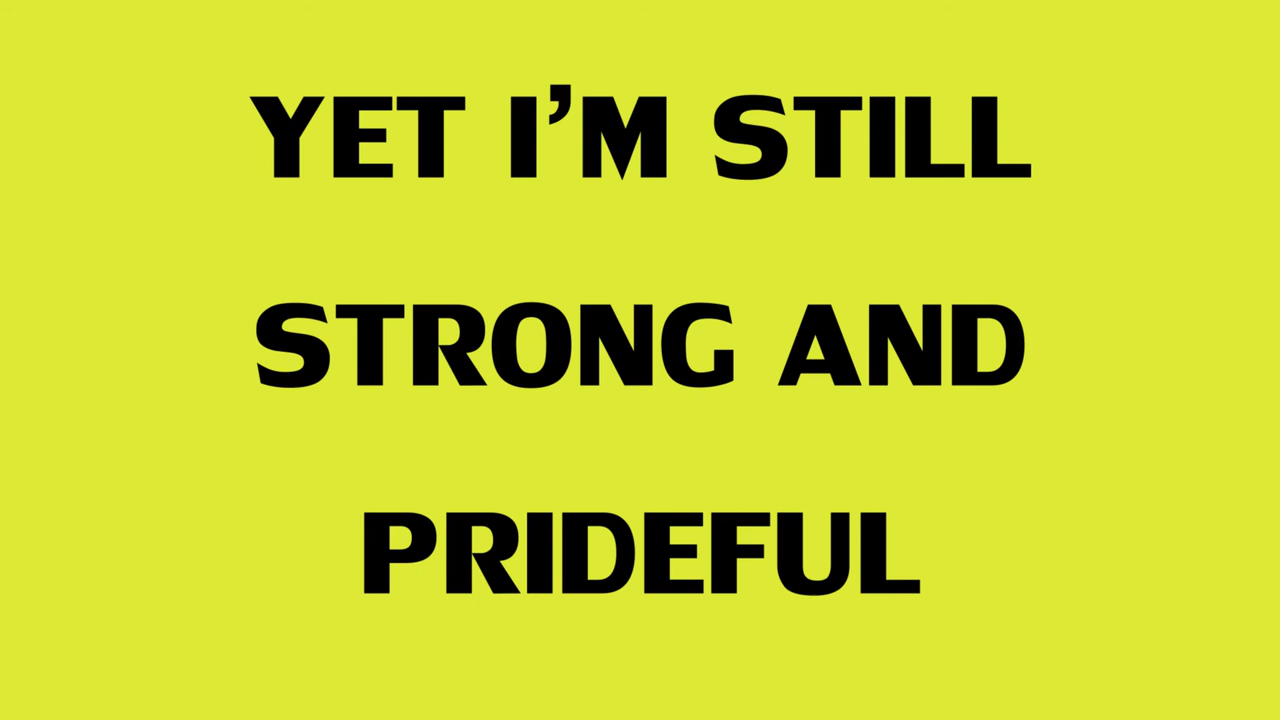 YET I’M STILL
STRONG AND
PRIDEFUL